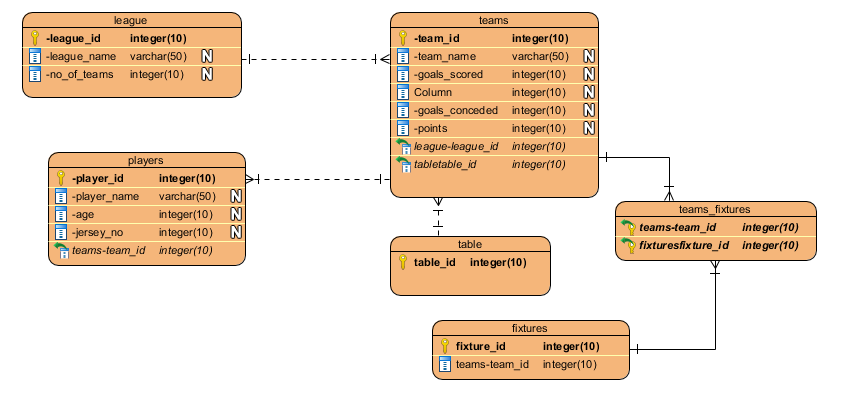 league
-league_id integer(10)
-league_name varchar(50) N
-no_of_teams integer(10) N
teams
-team_id integer(10)
-team_name varchar(50) N
-goals_scored integer(10) N
Column integer(10) N
-goals_conceded integer(10) N
-points integer(10) N
league-league_id integer(10)
tabletable_id integer(10)
players
-player_id integer(10)
-player_name varchar(50) N
-age integer(10) N
-jersey_no integer(10) N
teams-team_id integer(10)
teams_fixtures
teams-team_id integer(10)
fixturesfixture_id integer(10)
table
table_id integer(10)
fixtures
fixture_id integer(10)
teams-team_id integer(10)